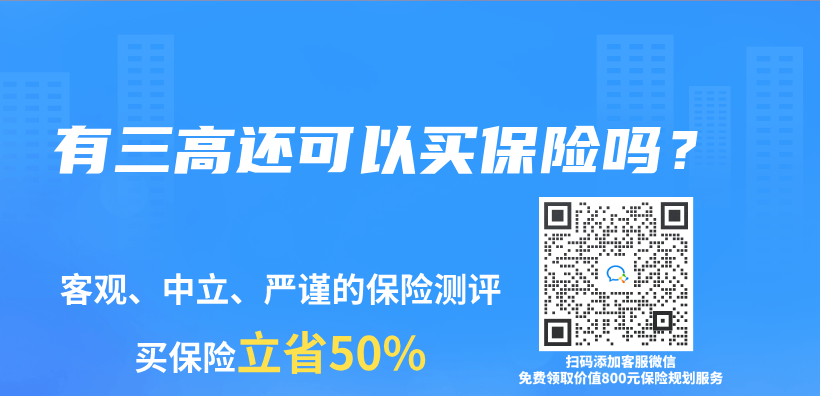 有三高还可以买保险吗？
客观、中立、严谨的保险测评
买保险立省50%
扫码添加客服微信
免费领取价值800元保险规划服务